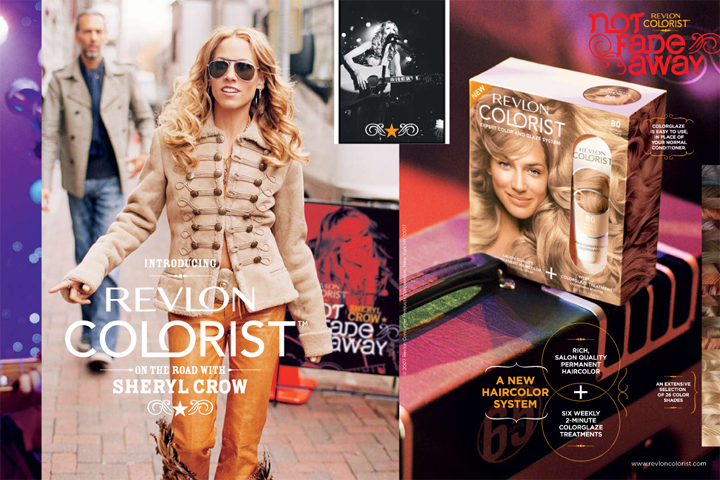 INTRODUCING
REVLON
COLORIST™
ON THE ROAD WITH
SHERYL CROW
REVLON
COLORIST
SHERYL
CROW
NOT
FADE
AWAY
REVLON
COLORIST
NOT
FADE
AWAY
NEW
REVLON
COLORIST
EXPERT COLOR AND GLAZE SYSTEM
80
REVLON
COLORIST
COLORGLAZE
IS EASY TO USE,
IN PLACE OF
YOUR NORMAL
CONDITIONER.
A NEW
HAIRCOLOR
SYSTEM
RICH,
SALON QUALITY
PERMANENT
HAIRCOLOR
+
SIX WEEKLY
2-MINUTE
COLORGLAZE
TREATMENTS
AN EXTENSIVE
SELECTION
OF 26 COLOR
SHADES
www.revloncolorist.com